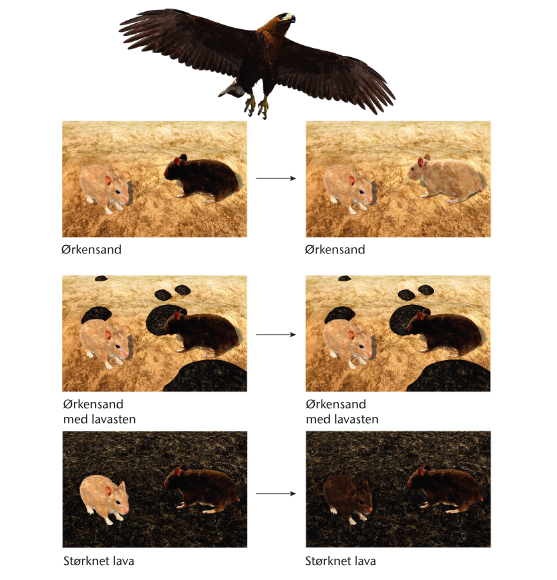 Ørkensand
Ørkensand
Ørkensand
med lavasten
Ørkensand
med lavasten
Størknet lava
Størknet lava